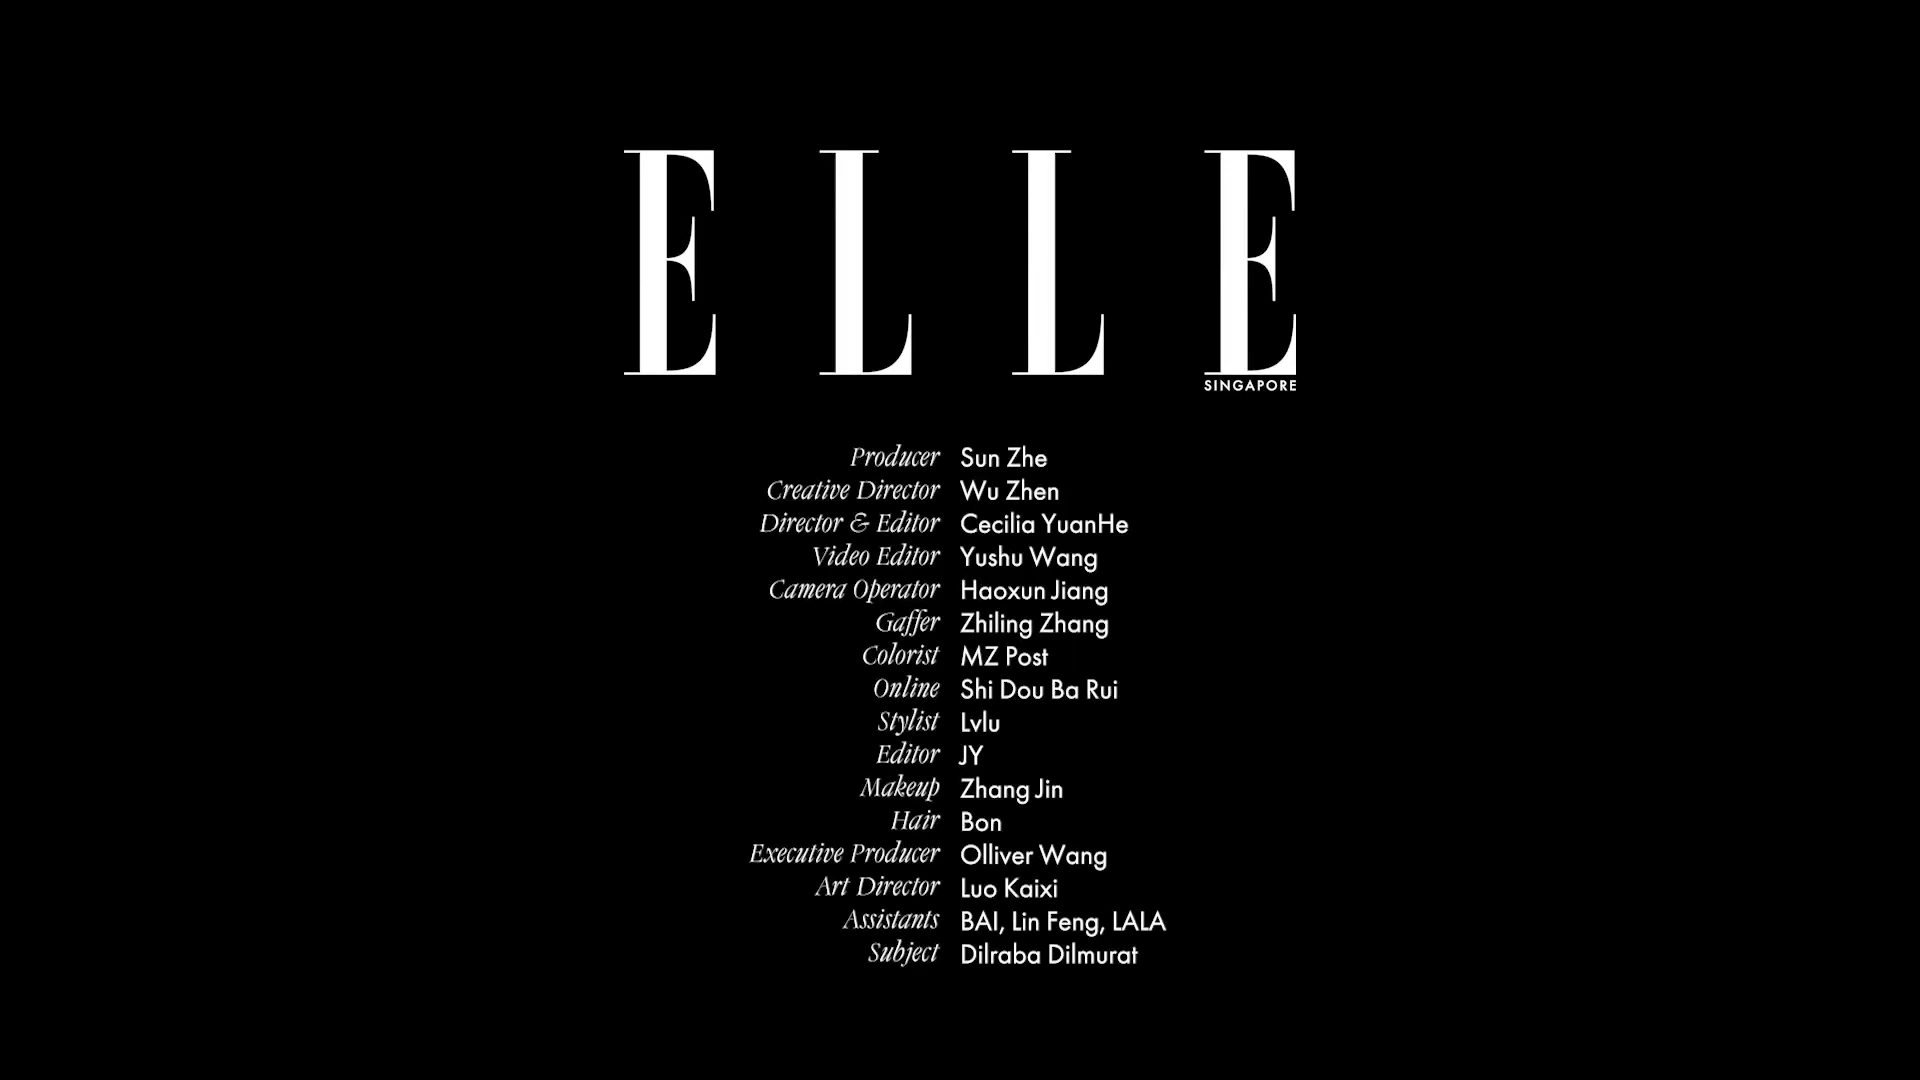 ELLE
SINGAPORE
Producer Sun Zhe
Creative Director Wu Zhen
Director & Editor Cecilia YuanHe
Video Editor Yushu Wang
Camera Operator Haoxun Jiang
Gaffer Zhiling Zhang
Colorist MZ Post
Online Shi Dou Ba Rui
Stylist Lvlu
Editor JY
Makeup Zhang Jin
Hair Bon
Executive Producer Olliver Wang
Art Director Luo Kaixi
Assistants BAI, Lin Feng, LALA
Subject Dilraba Dilmurat